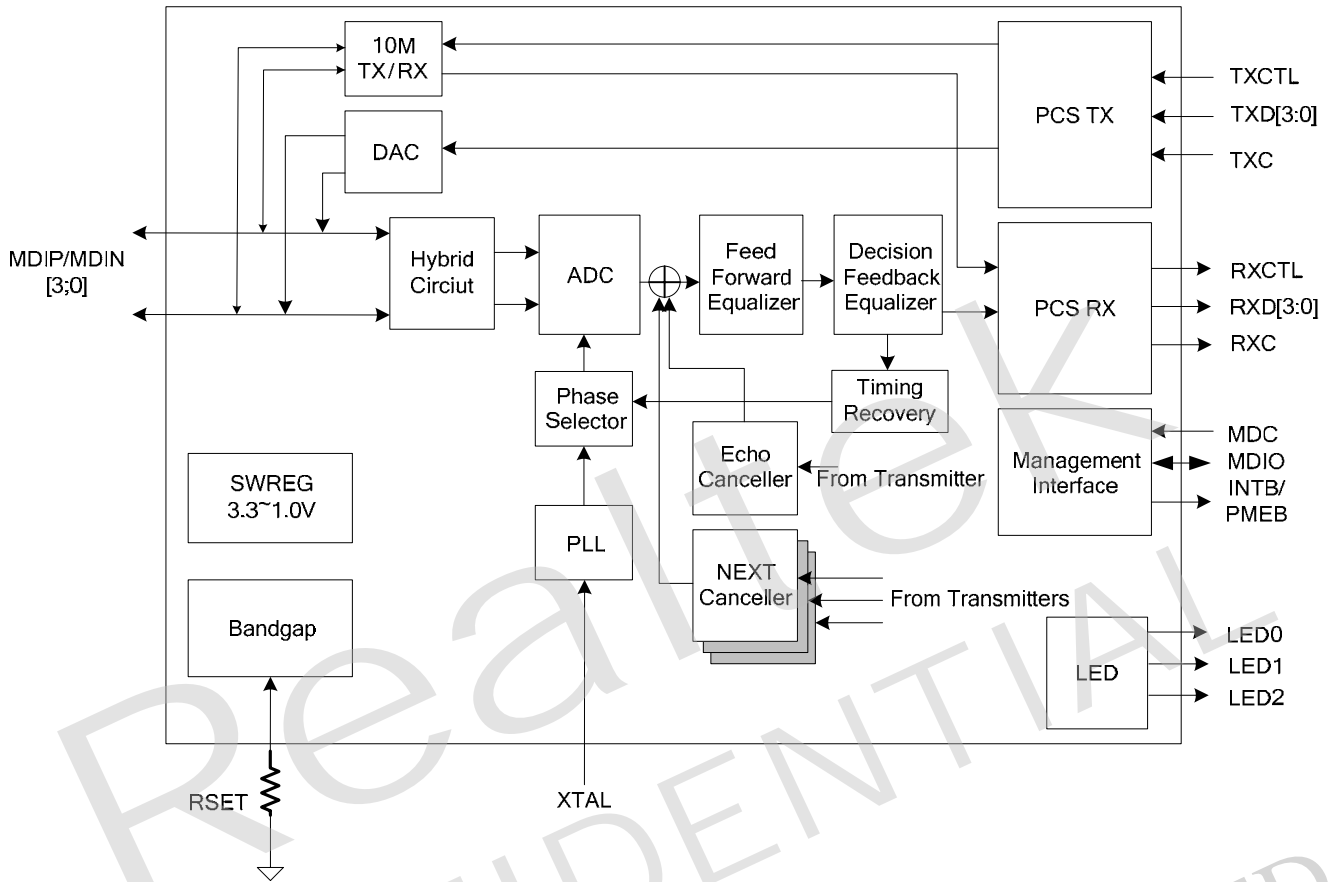 10M
TX/RX
DAC
PCS TX
TXCTL
TXD[3:0]
TXC
MDIP/MDIN
[3;0]
Hybrid
Circiut
ADC
Feed
Forward
Equalizer
Decision
Feedback
Equalizer
PCS RX
RXCTL
RXD[3:0]
RXC
Phase
Selector
Timing
Recovery
Echo
Canceller
From Transmitter
Management
Interface
MDC
MDIO
INTB/
PMEB
SWREG
3.3~1.0V
PLL
NEXT
Canceller
From Transmitters
Bandgap
LED
LED0
LED1
LED2
RSET
XTAL
Realtek